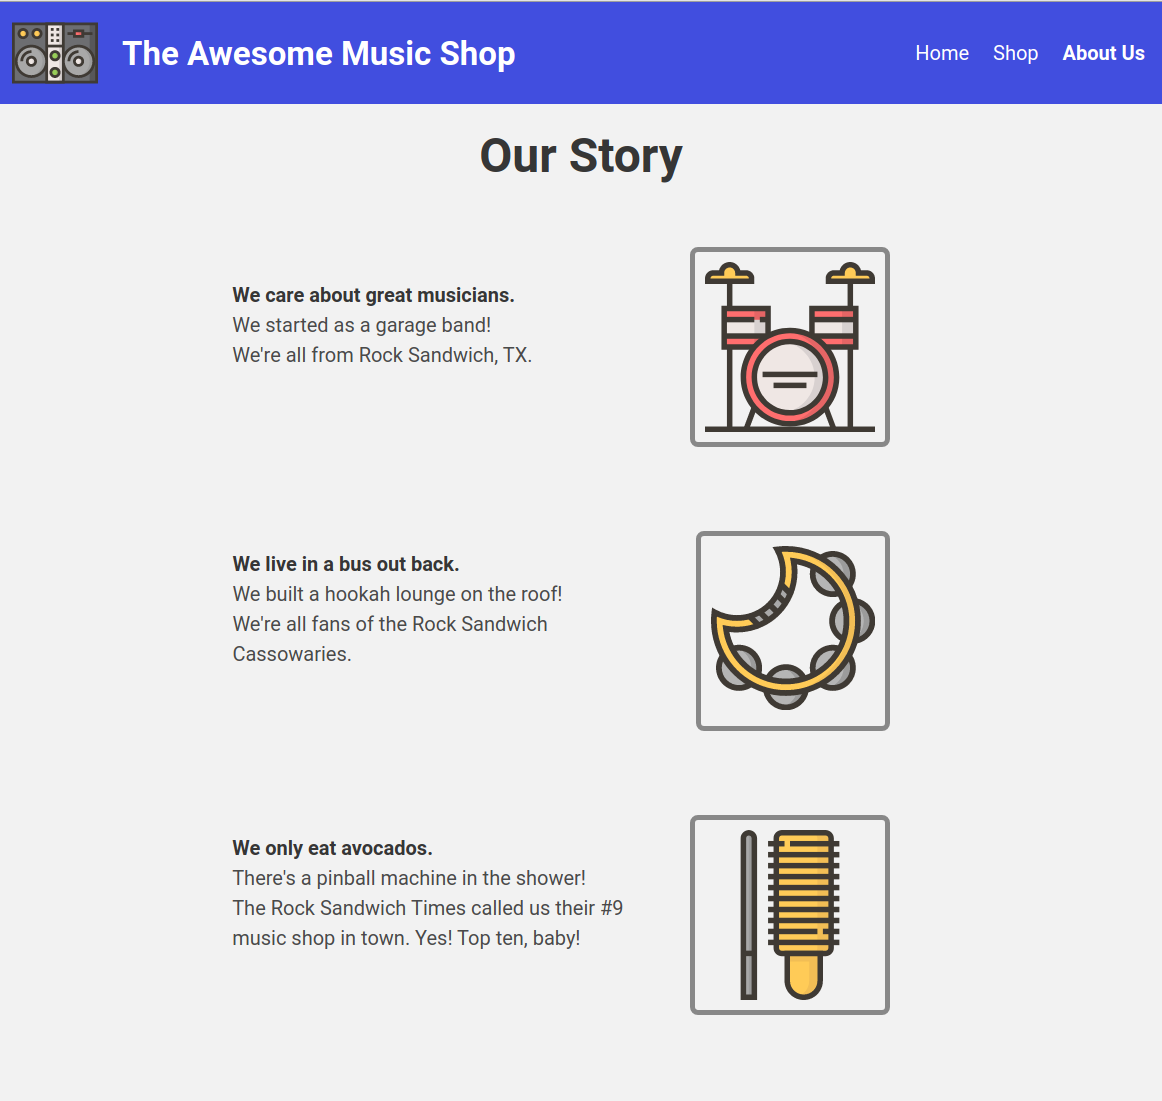 The Awesome Music Shop
Home Shop About Us
Our Story
We care about great musicians.
We started as a garage band!
We're all from Rock Sandwich, TX.
We live in a bus out back.
We built a hookah lounge on the roof!
We're all fans of the Rock Sandwich
Cassowaries.
We only eat avocados.
There's a pinball machine in the shower!
The Rock Sandwich Times called us their #9
music shop in town. Yes! Top ten, baby!